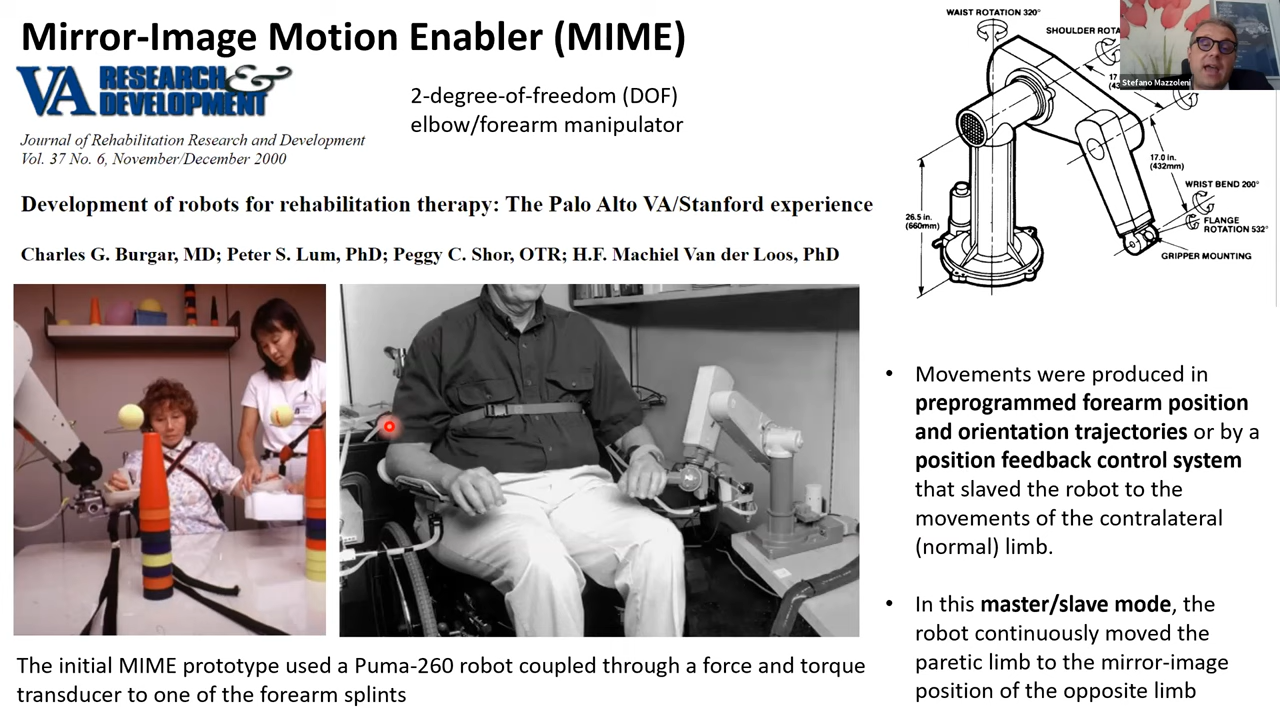 Mirror-Image Motion Enabler (MIME)
VA RESEARCH &
DEVELOPMENT
Journal of Rehabilitation Research and Development
Vol. 37 No. 6, November/December 2000
2-degree-of-freedom (DOF)
elbow/forearm manipulator
Development of robots for rehabilitation therapy: The Palo Alto VA/Stanford experience
Charles G. Burgar, MD; Peter S. Lum, PhD; Peggy C. Shor, OTR; H.F. Machiel Van der Loos, PhD
The initial MIME prototype used a Puma-260 robot coupled through a force and torque
transducer to one of the forearm splints
WAIST ROTATION 320°
SHOULDER
Stefano Mazzoleni
17.0 in.
(432mm)
WRIST BEND 200°
FLANGE
ROTATION 532°
GRIPPER MOUNTING
26.5 in.
(660mm)
• Movements were produced in
preprogrammed forearm position
and orientation trajectories or by a
position feedback control system
that slaved the robot to the
movements of the contralateral
(normal) limb.
• In this master/slave mode, the
robot continuously moved the
paretic limb to the mirror-image
position of the opposite limb